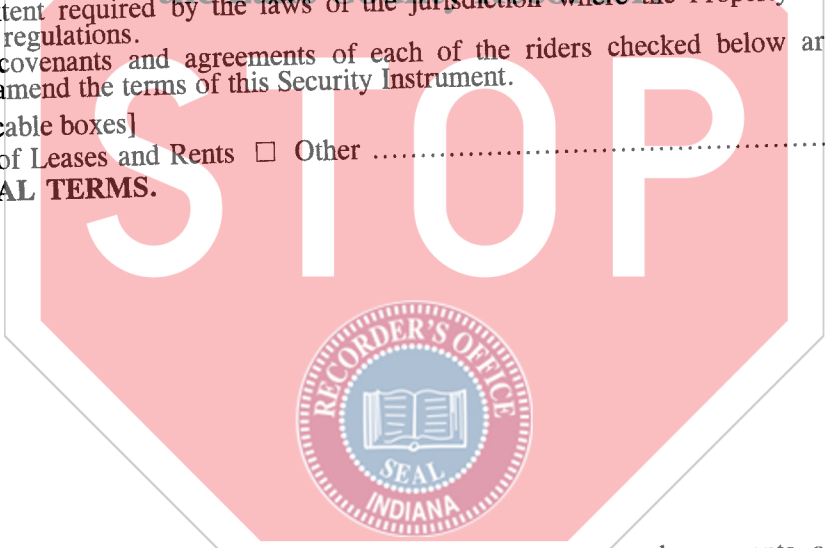 tent required by the laws of the jurisdiction where the Property
regulations.
covenants and agreements of each of the riders checked below ar
amend the terms of this Security Instrument.
cable boxes]
of Leases and Rents ☐ Other ........................................................
AL TERMS.
STOP
RECORDER'S OFFICE
SEAL
INDIANA